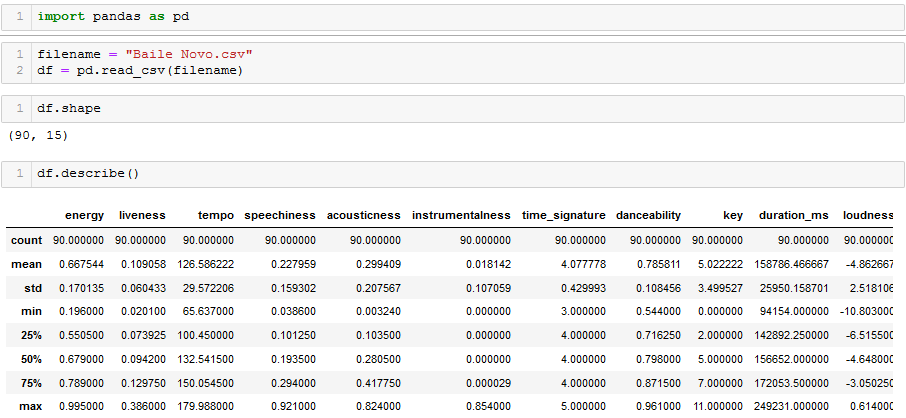 1 import pandas as pd
1 filename = "Baile Novo.csv"
2 df = pd.read_csv(filename)
1 df.shape
(90, 15)
1 df.describe()
energy liveness tempo speechiness acousticness instrumentalness time_signature danceability key duration_ms loudness
count 90.000000 90.000000 90.000000 90.000000 90.000000 90.000000 90.000000 90.000000 90.000000 90.000000 90.000000
mean 0.667544 0.109058 126.586222 0.227959 0.299409 0.018142 4.077778 0.785811 5.022222 158786.466667 -4.862667
std 0.170135 0.060433 29.572206 0.159302 0.207567 0.107059 0.429993 0.108456 3.499527 25950.158701 2.518106
min 0.196000 0.020100 65.637000 0.038600 0.003240 0.000000 3.000000 0.544000 0.000000 94154.000000 -10.803000
25% 0.550500 0.073925 100.450000 0.101250 0.103500 0.000000 4.000000 0.716250 2.000000 142892.250000 -6.515500
50% 0.679000 0.094200 132.541500 0.193500 0.280500 0.000000 4.000000 0.798000 5.000000 156652.000000 -4.648000
75% 0.789000 0.129750 150.054500 0.294000 0.417750 0.000029 4.000000 0.871500 7.000000 172053.500000 -3.050250
max 0.995000 0.386000 179.988000 0.921000 0.824000 0.854000 5.000000 0.961000 11.000000 249231.000000 0.614000